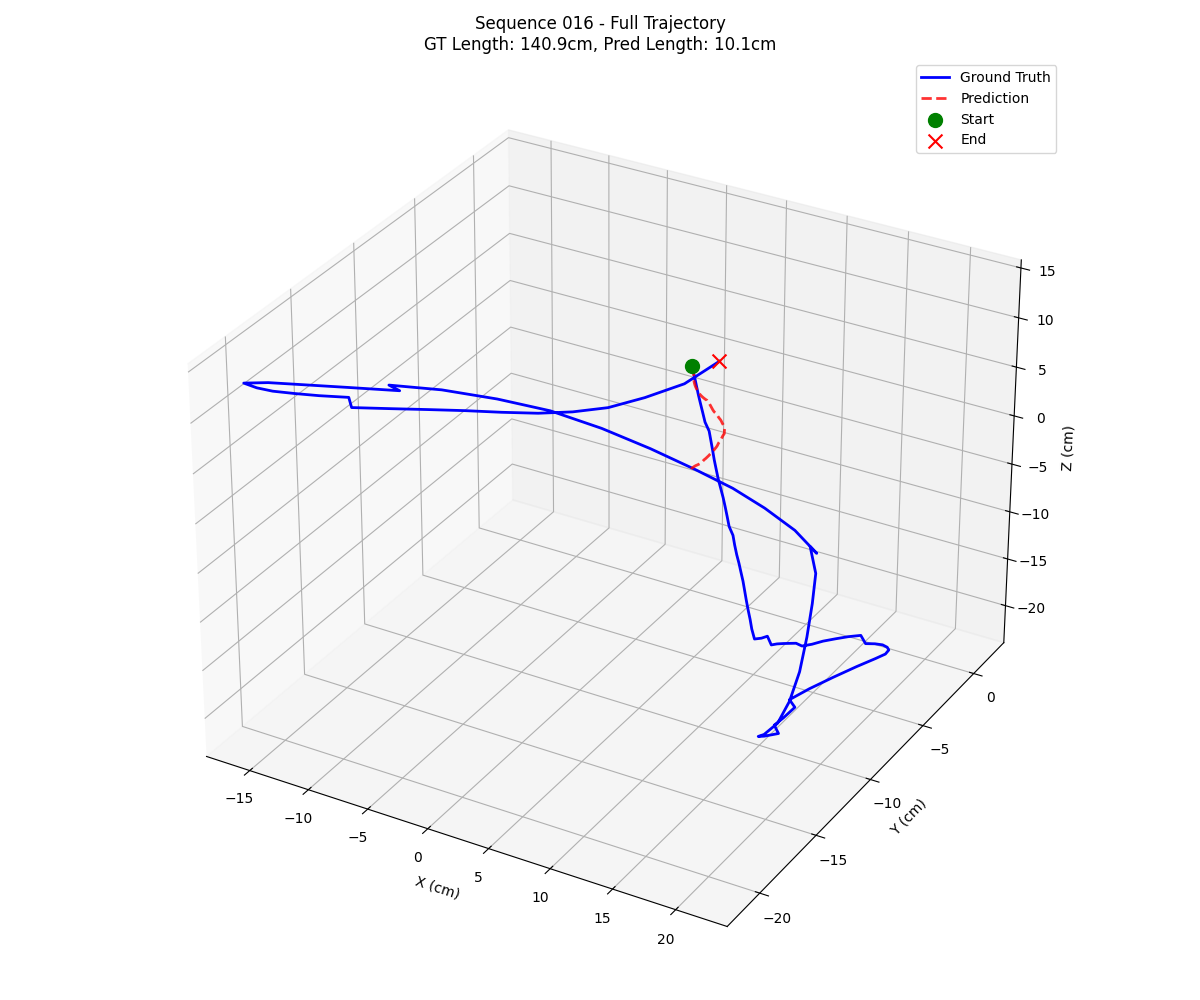 Sequence 016 - Full Trajectory
GT Length: 140.9cm, Pred Length: 10.1cm
Ground Truth
Prediction
Start
End
15
10
5
0
−5
−10
−15
−20
Z (cm)
0
−5
−10
−15
−20
Y (cm)
−15
−10
−5
0
5
10
15
20
X (cm)